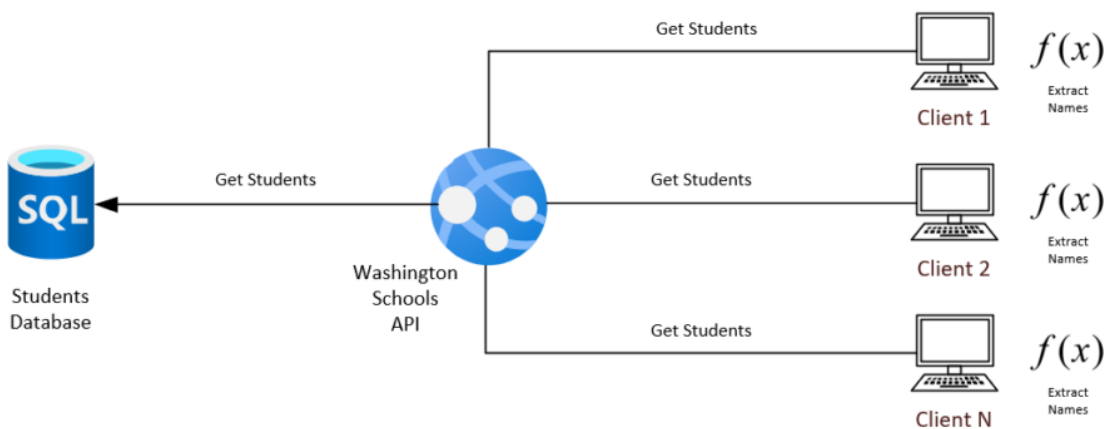 Get Students
f(x)
Extract
Names
Client 1
Get Students
Get Students
SQL
f(x)
Extract
Names
Client 2
Washington
Schools
API
Students
Database
Get Students
f(x)
Extract
Names
Client N